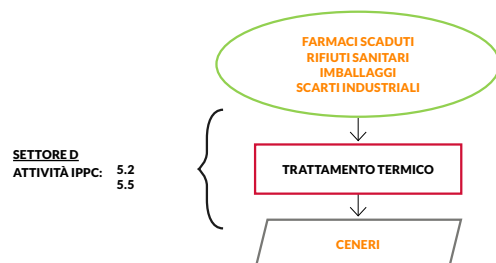 FARMACI SCADUTI
RIFIUTI SANITARI
IMBALLAGGI
SCARTI INDUSTRIALI
SETTORE D
ATTIVITÀ IPPC: 5.2
5.5
TRATTAMENTO TERMICO
CENERI